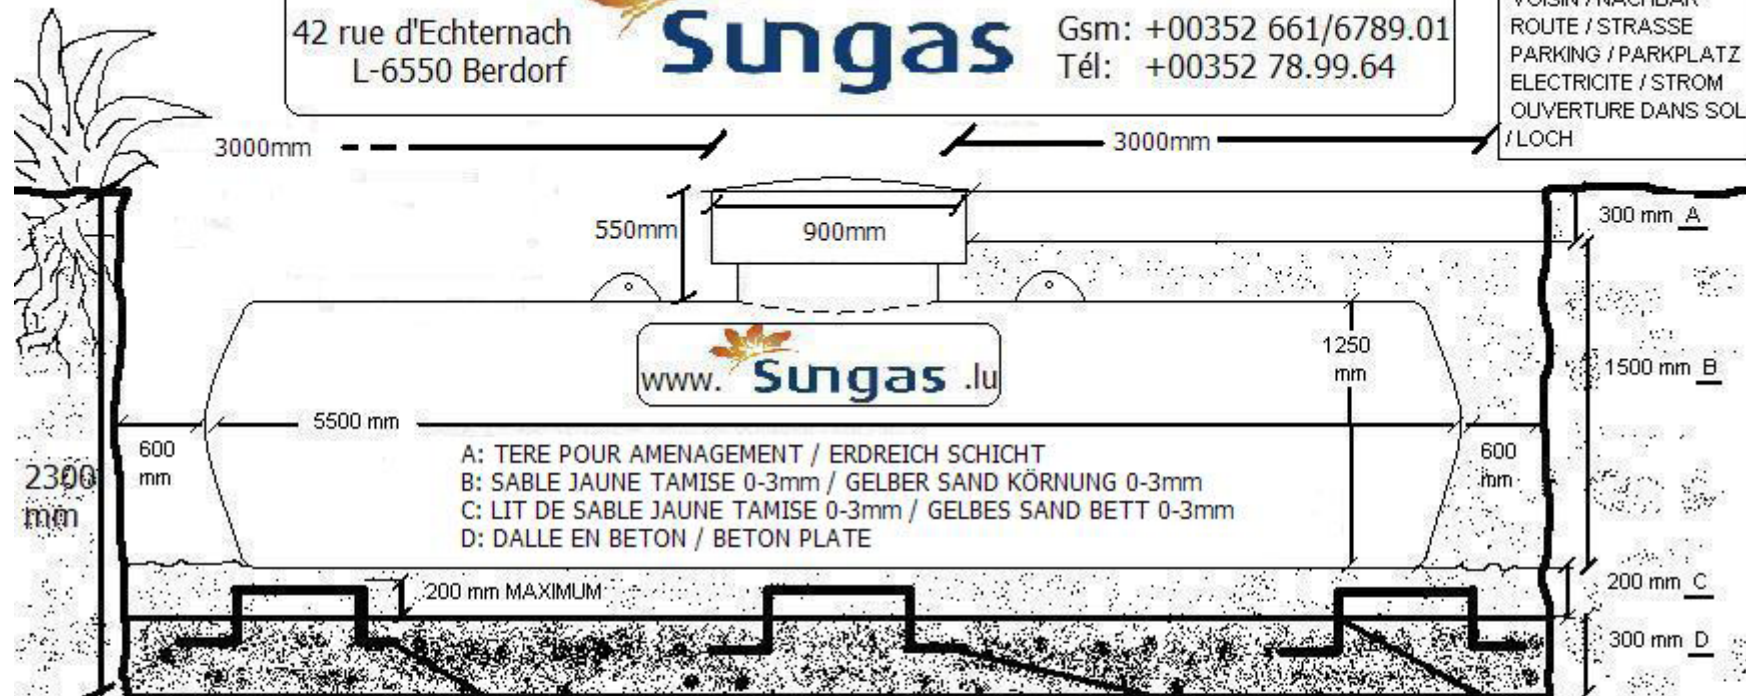 42 rue d'Echternach
L-6550 Berdorf
Sungas
Gsm: +00352 661/6789.01
Tél: +00352 78.99.64
VOISIN / NACHBAR
ROUTE / STRASSE
PARKING / PARKPLATZ
ELECTRICITE / STROM
OUVERTURE DANS SOL
/ LOCH
3000mm
3000mm
550mm
900mm
300 mm A
www. Sungas .lu
1250
mm
1500 mm B
5500 mm
600
mm
600
mm
2300
mm
A: TERE POUR AMENAGEMENT / ERDREICH SCHICHT
B: SABLE JAUNE TAMISE 0-3mm / GELBER SAND KÖRNUNG 0-3mm
C: LIT DE SABLE JAUNE TAMISE 0-3mm / GELBES SAND BETT 0-3mm
D: DALLE EN BETON / BETON PLATE
200 mm MAXIMUM
200 mm C
300 mm D